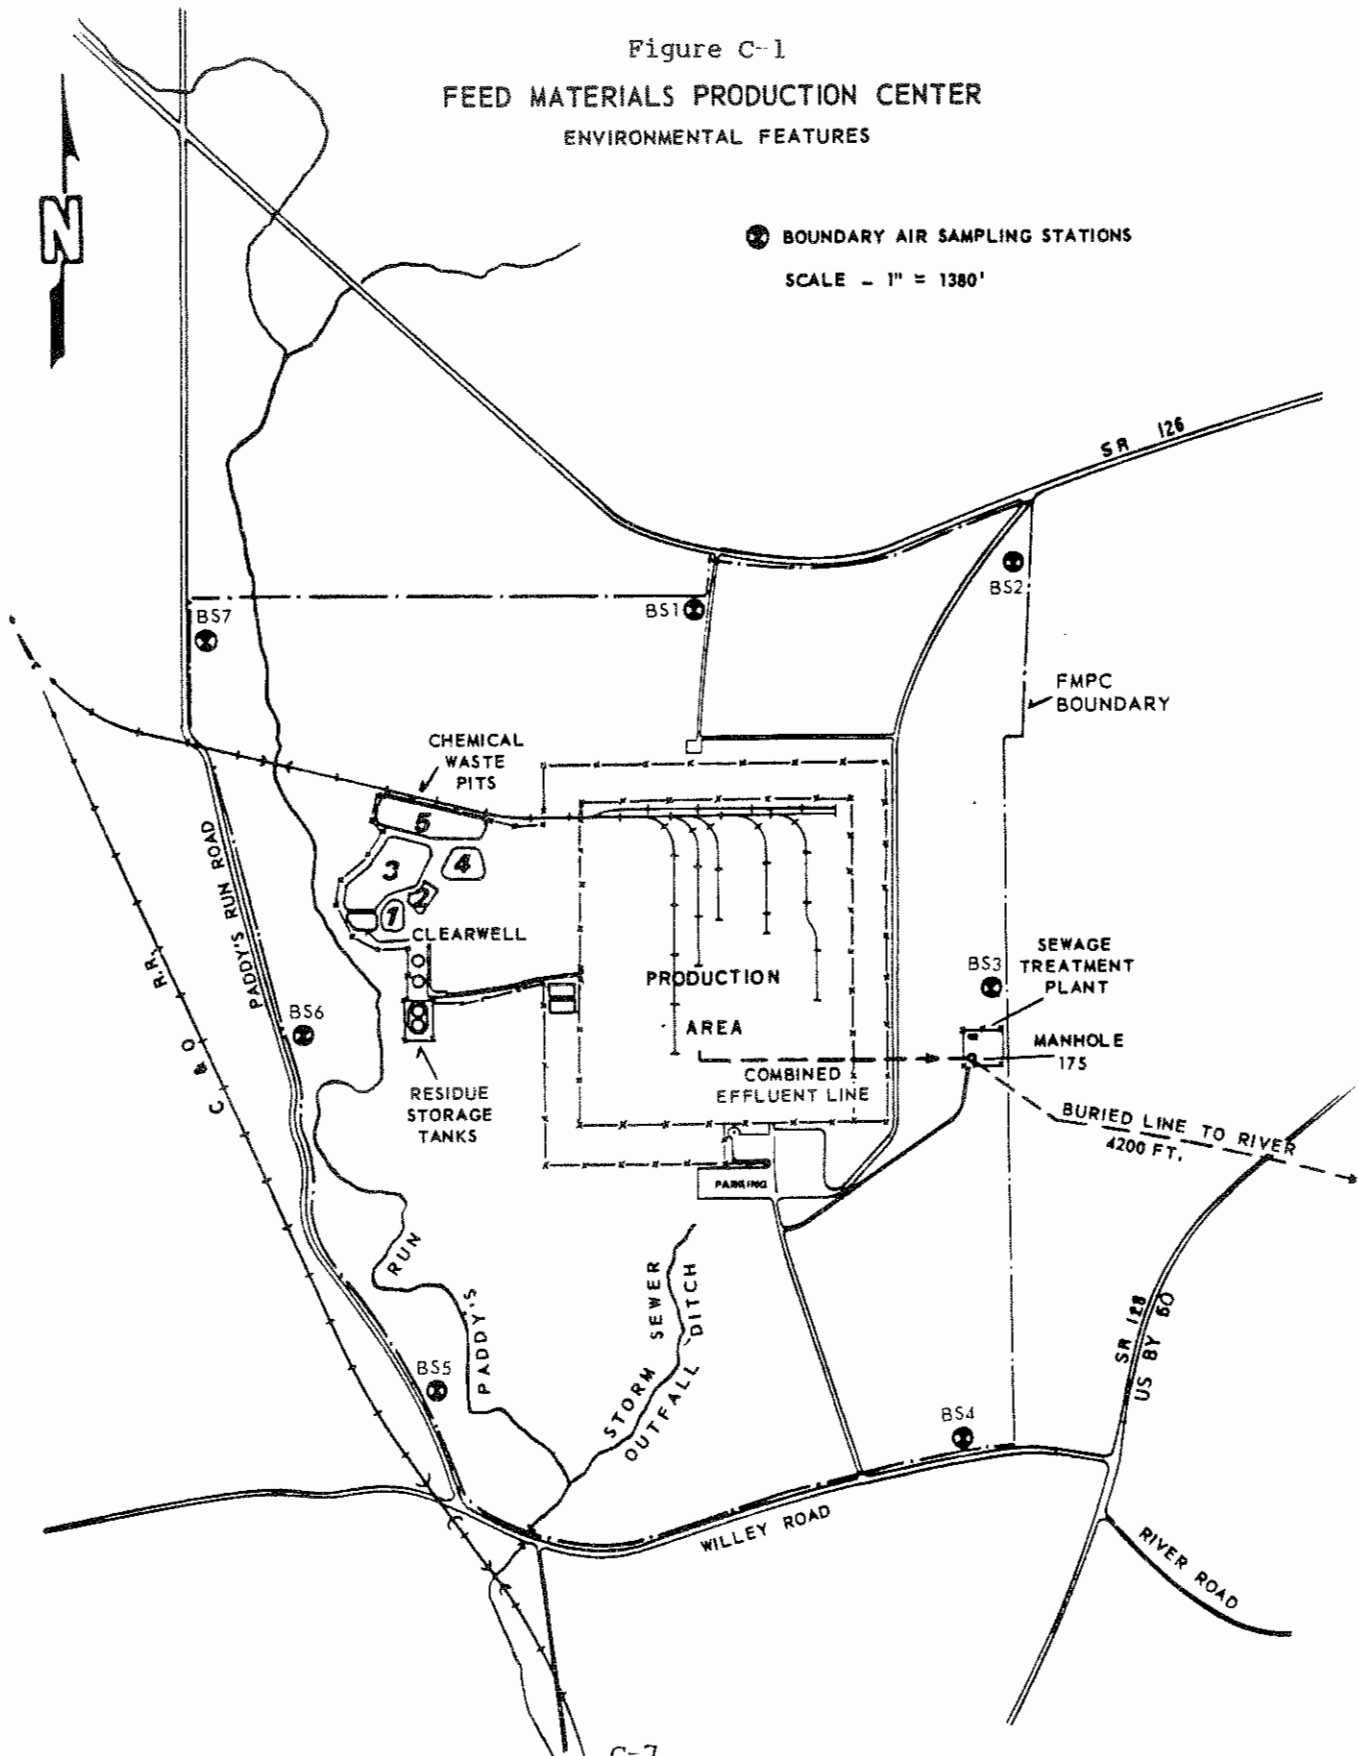 Figure C-1
FEED MATERIALS PRODUCTION CENTER
ENVIRONMENTAL FEATURES
N
BOUNDARY AIR SAMPLING STATIONS
SCALE - 1" = 1380'
SR 126
BS7
BS1
BS2
FMPC
BOUNDARY
CHEMICAL
WASTE
PITS
5
3
4
2
1
CLEARWELL
PADDY'S RUN ROAD
C & O R.R.
BS6
PRODUCTION
AREA
BS3
SEWAGE
TREATMENT
PLANT
MANHOLE
175
COMBINED
EFFLUENT LINE
RESIDUE
STORAGE
TANKS
BURIED LINE TO RIVER
4200 FT.
PARKING
PADDY'S RUN
STORM SEWER
OUTFALL DITCH
SR 128
US BY 50
BS5
BS4
WILLEY ROAD
RIVER ROAD
C-7